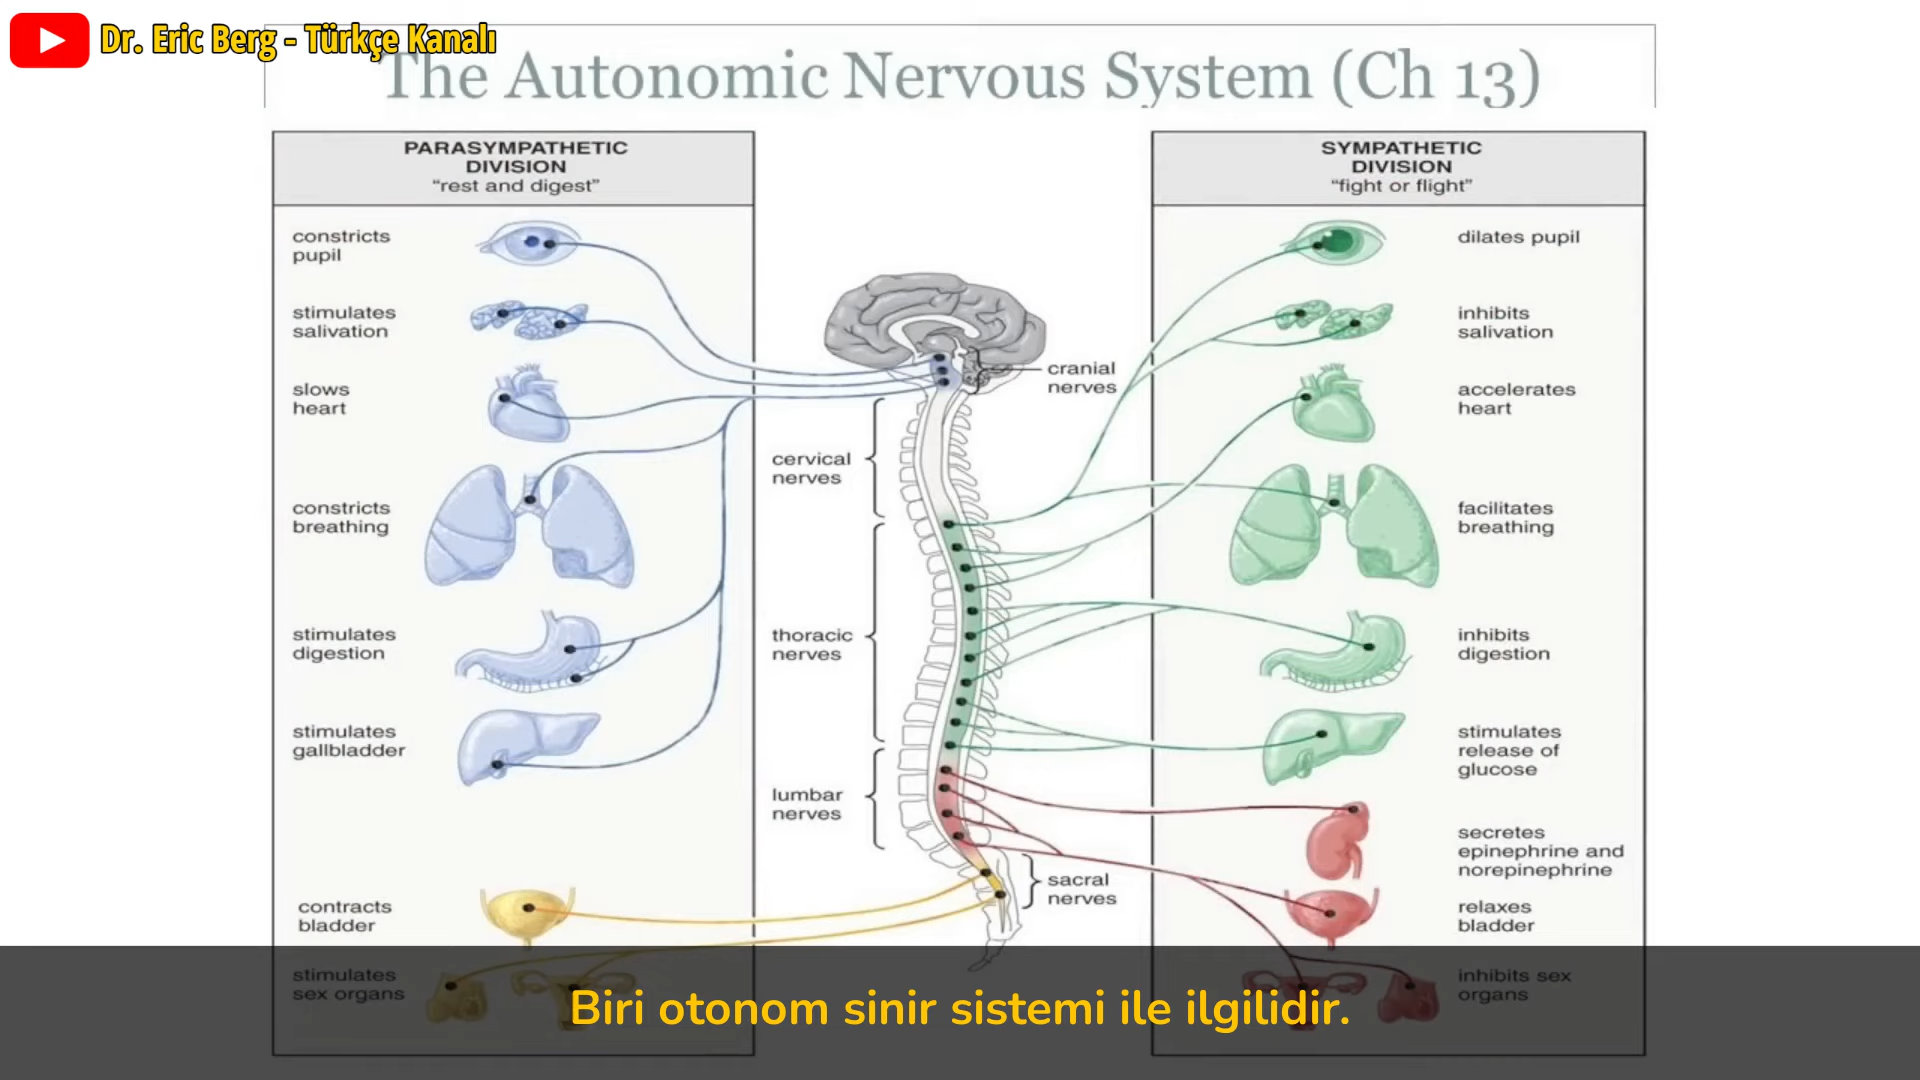 Dr. Eric Berg - Türkçe Kanalı
The Autonomic Nervous System (Ch 13)
PARASYMPATHETIC
DIVISION
“rest and digest”
constricts
pupil
stimulates
salivation
slows
heart
constricts
breathing
stimulates
digestion
stimulates
gallbladder
contracts
bladder
stimulates
sex organs
cranial
nerves
cervical
nerves
thoracic
nerves
lumbar
nerves
sacral
nerves
SYMPATHETIC
DIVISION
“fight or flight”
dilates pupil
inhibits
salivation
accelerates
heart
facilitates
breathing
inhibits
digestion
stimulates
release of
glucose
secretes
epinephrine and
norepinephrine
relaxes
bladder
inhibits sex
organs
Biri otonom sinir sistemi ile ilgilidir.